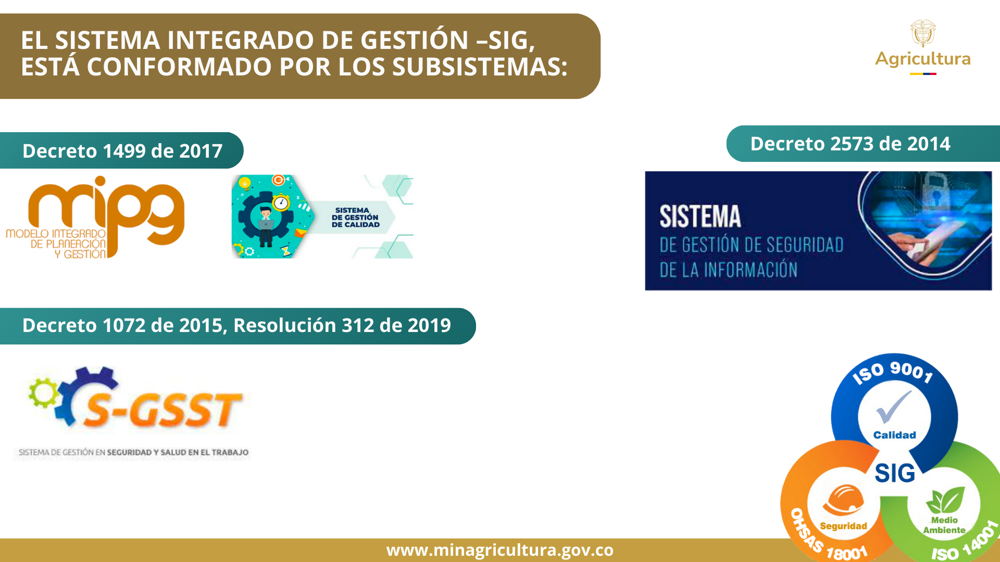 EL SISTEMA INTEGRADO DE GESTIÓN –SIG,
ESTÁ CONFORMADO POR LOS SUBSISTEMAS:
Agricultura
Decreto 1499 de 2017
mipg
MODELO INTEGRADO
DE PLANEACIÓN
Y GESTIÓN
SISTEMA
DE GESTIÓN
DE CALIDAD
Decreto 2573 de 2014
SISTEMA
DE GESTIÓN DE SEGURIDAD
DE LA INFORMACIÓN
Decreto 1072 de 2015, Resolución 312 de 2019
S-GSST
SISTEMA DE GESTIÓN EN SEGURIDAD Y SALUD EN EL TRABAJO
ISO 9001
Calidad
SIG
Seguridad
OHSAS 18001
Medio
Ambiente
ISO 14001
www.minagricultura.gov.co